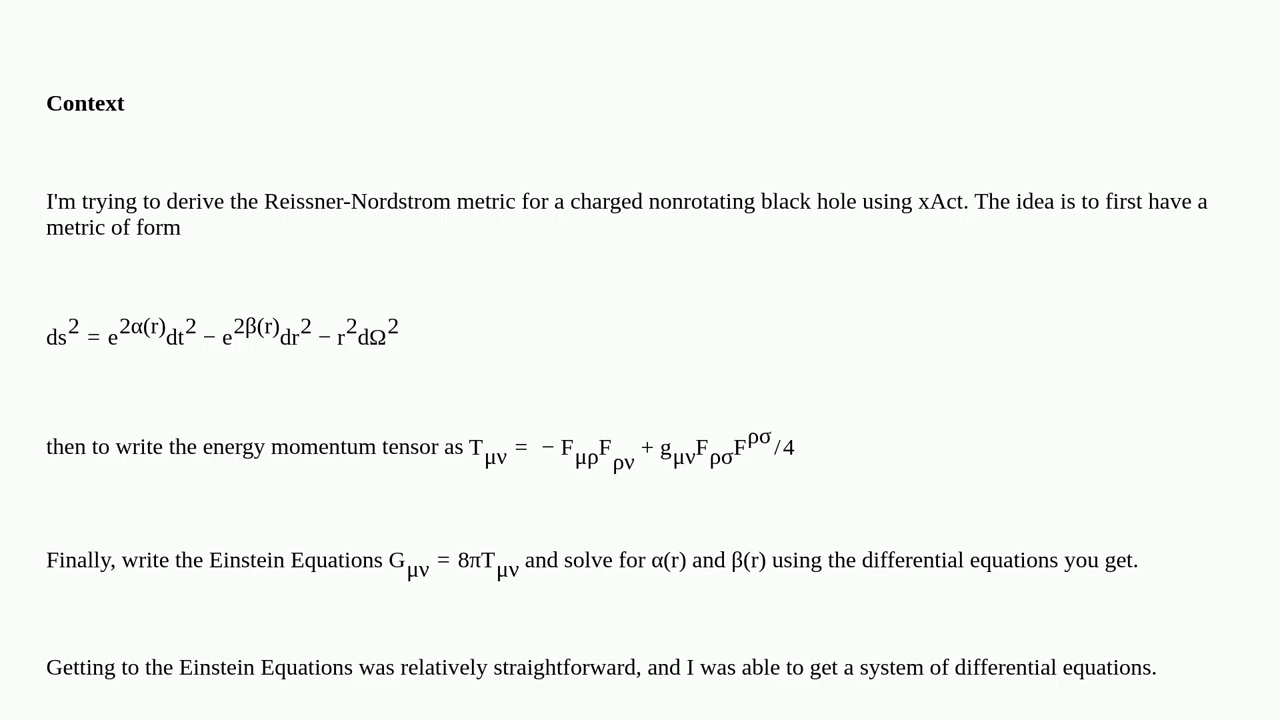 Context
I'm trying to derive the Reissner-Nordstrom metric for a charged nonrotating black hole using xAct. The idea is to first have a
metric of form
ds² = e^{2α(r)}dt² − e^{2β(r)}dr² − r²dΩ²
then to write the energy momentum tensor as T_{μν} = − F_{μρ}F_{ρν} + g_{μν}F_{ρσ}F^{ρσ}/4
Finally, write the Einstein Equations G_{μν} = 8πT_{μν} and solve for α(r) and β(r) using the differential equations you get.
Getting to the Einstein Equations was relatively straightforward, and I was able to get a system of differential equations.